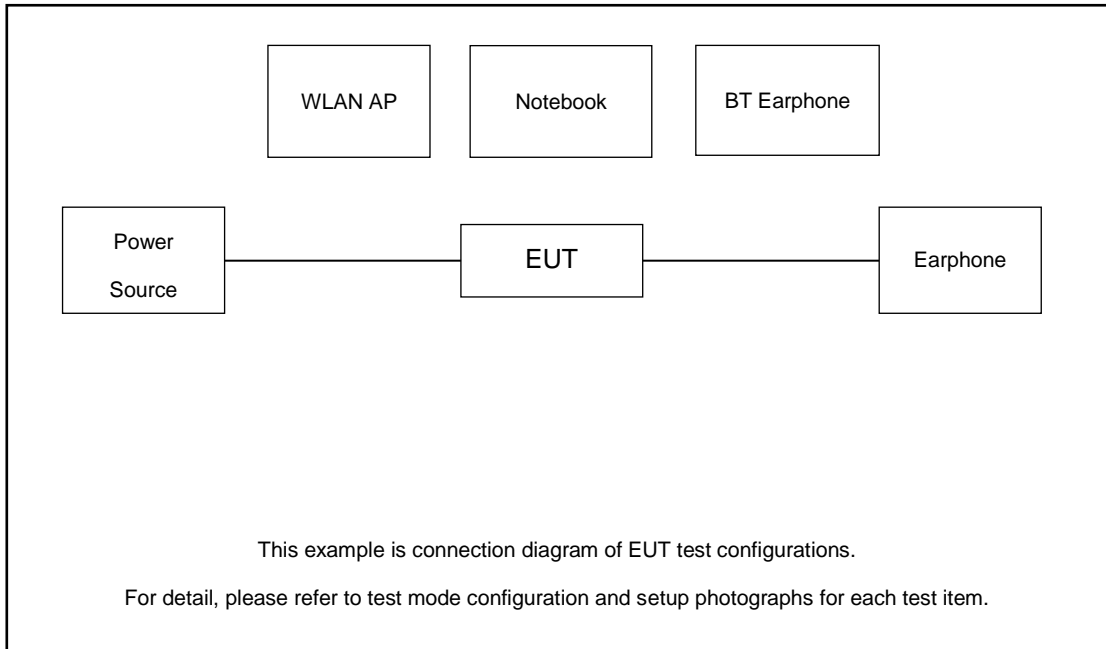 WLAN AP
Notebook
BT Earphone
Power
Source
EUT
Earphone
This example is connection diagram of EUT test configurations.
For detail, please refer to test mode configuration and setup photographs for each test item.